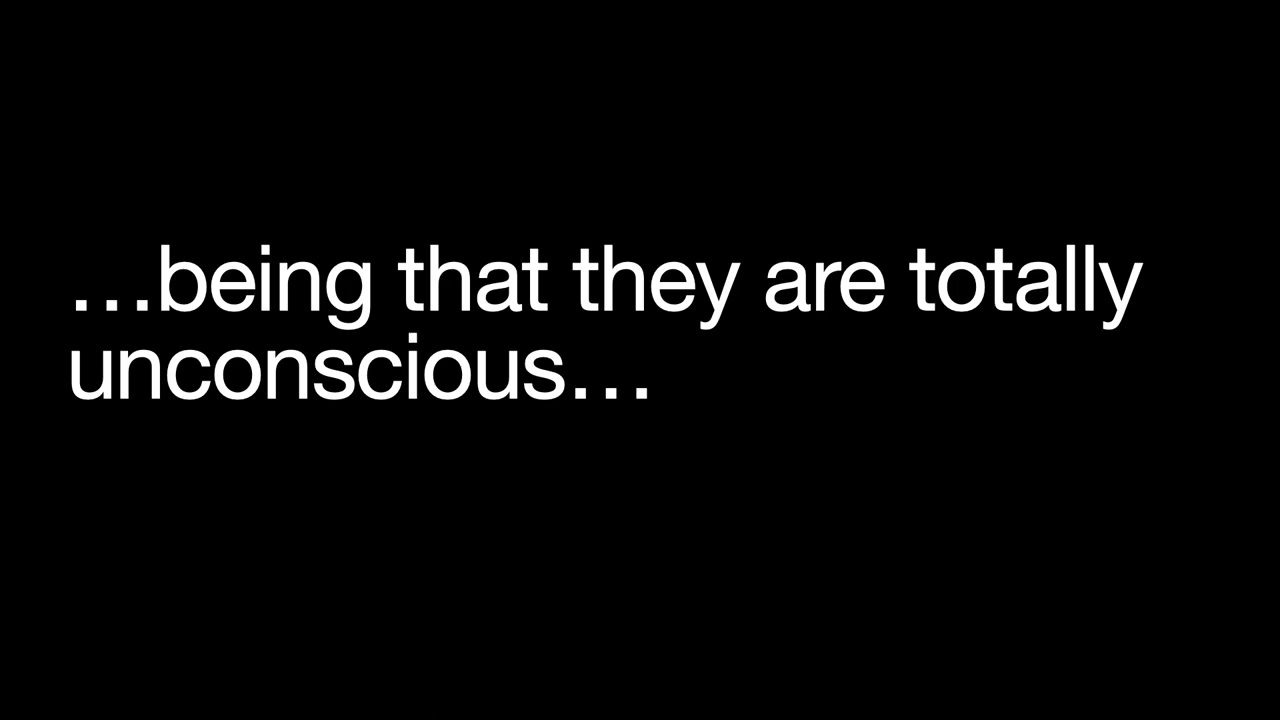 …being that they are totally
unconscious…